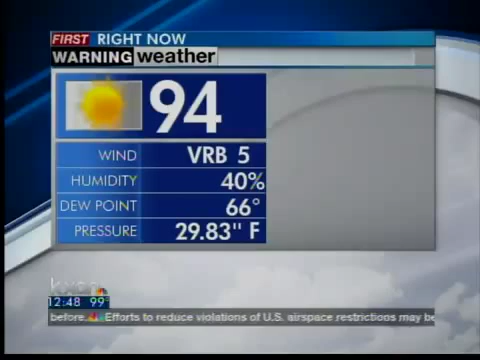 FIRST RIGHT NOW
WARNING weather
94
WIND VRB 5
HUMIDITY 40%
DEW POINT 66°
PRESSURE 29.83" F
12:48 99°
before. Efforts to reduce violations of U.S. airspace restrictions may be